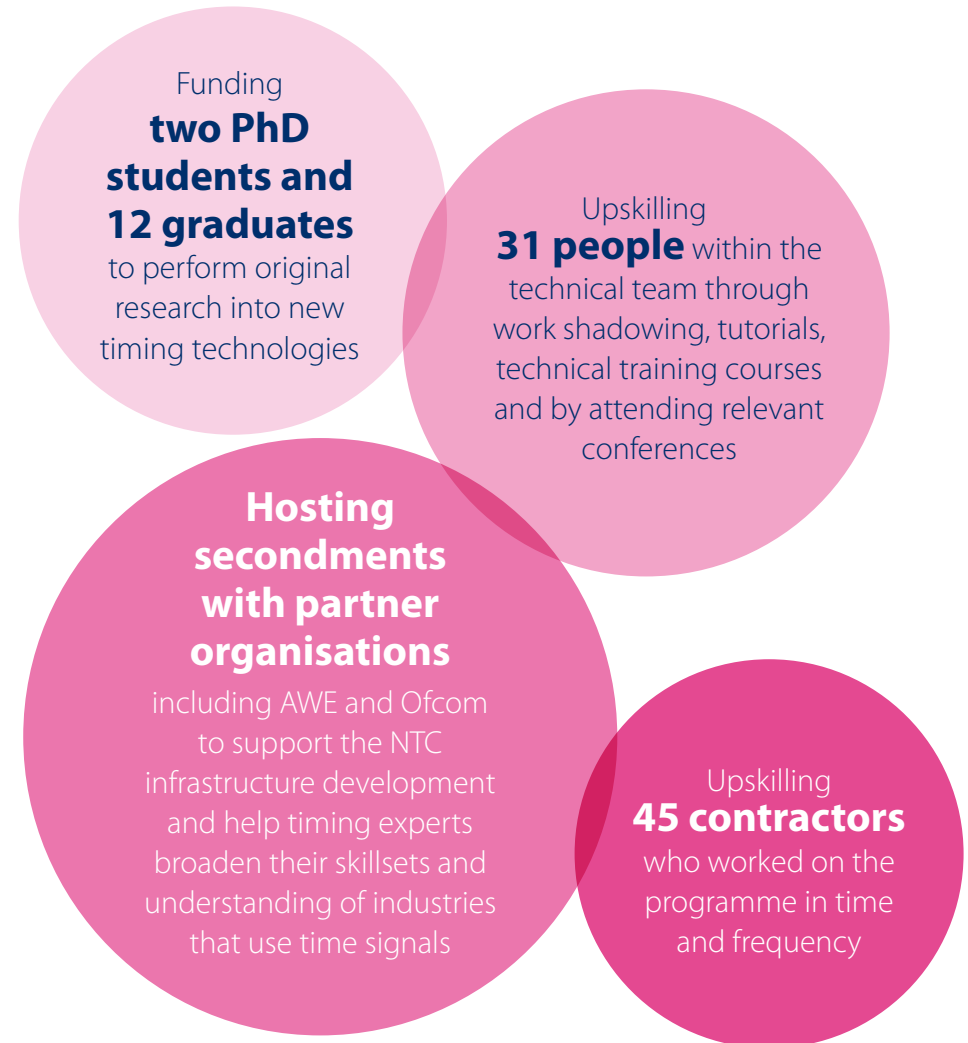 Funding
two PhD
students and
12 graduates
to perform original
research into new
timing technologies
Upskilling
31 people within the
technical team through
work shadowing, tutorials,
technical training courses
and by attending relevant
conferences
Hosting
secondments
with partner
organisations
including AWE and Ofcom
to support the NTC
infrastructure development
and help timing experts
broaden their skillsets and
understanding of industries
that use time signals
Upskilling
45 contractors
who worked on the
programme in time
and frequency